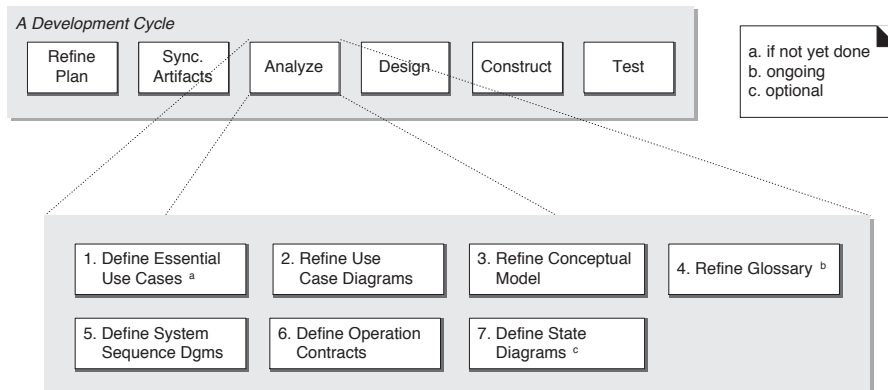 A Development Cycle
Refine
Plan
Sync.
Artifacts
Analyze
Design
Construct
Test
a. if not yet done
b. ongoing
c. optional
1. Define Essential
Use Cases a
2. Refine Use
Case Diagrams
3. Refine Conceptual
Model
4. Refine Glossary b
5. Define System
Sequence Dgms
6. Define Operation
Contracts
7. Define State
Diagrams c